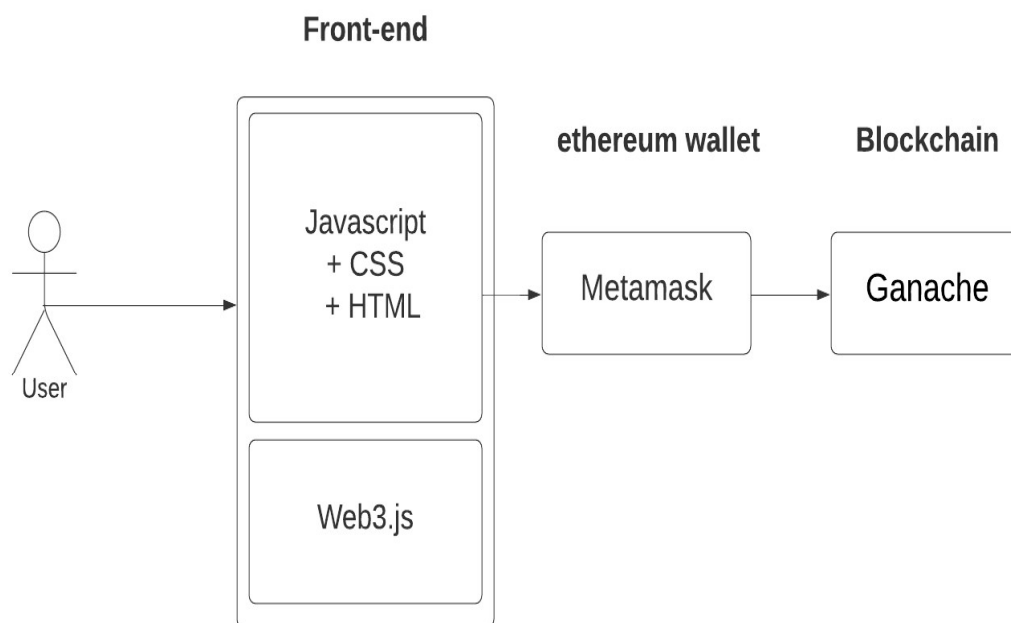 Front-end
ethereum wallet
Blockchain
Javascript
+ CSS
+ HTML
Metamask
Ganache
User
Web3.js